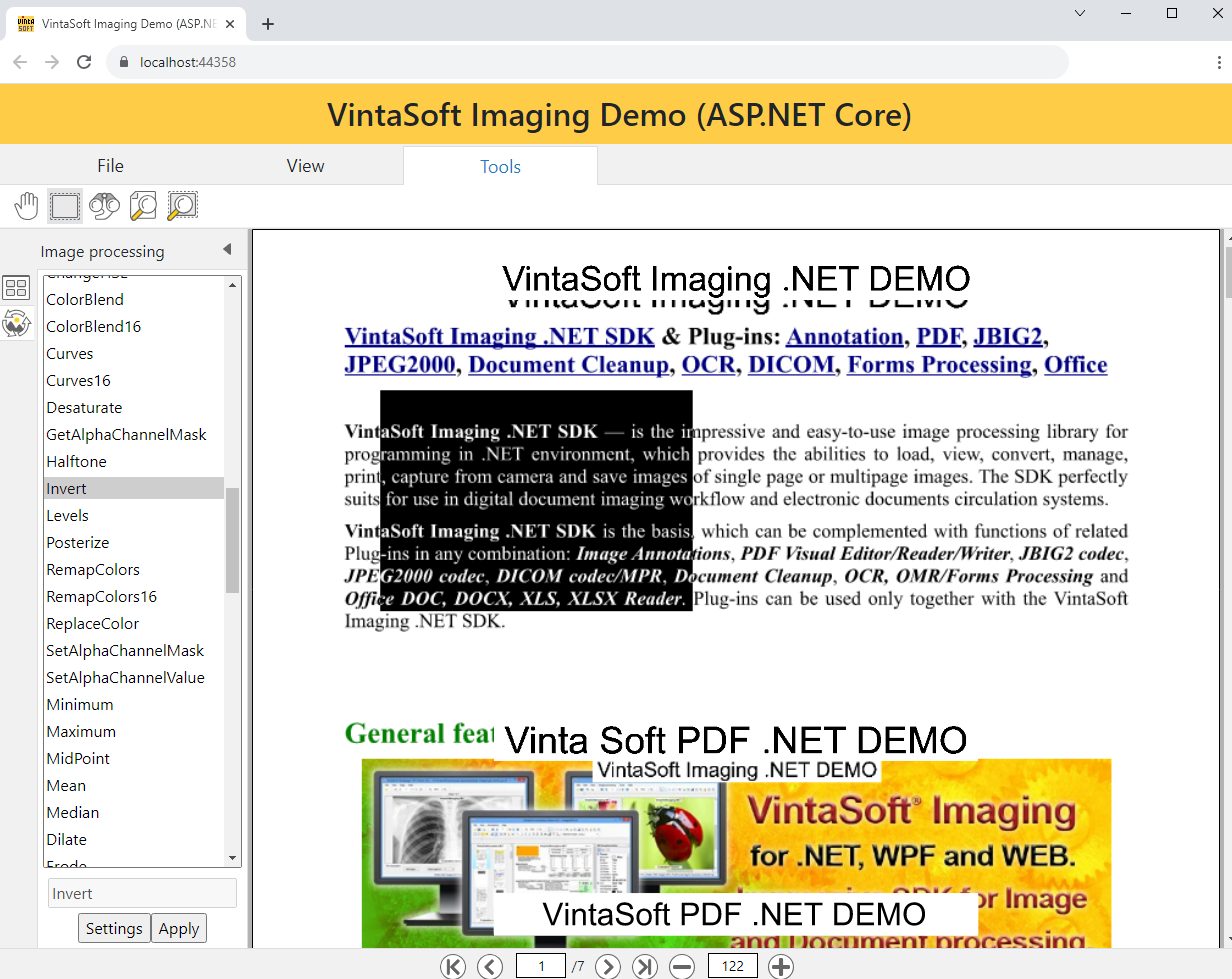 VINTA
SOFT
VintaSoft Imaging Demo (ASP.NE
localhost:44358
VintaSoft Imaging Demo (ASP.NET Core)
File View Tools
Image processing
ChangeHSL
ColorBlend
ColorBlend16
Curves
Curves16
Desaturate
GetAlphaChannelMask
Halftone
Invert
Levels
Posterize
RemapColors
RemapColors16
ReplaceColor
SetAlphaChannelMask
SetAlphaChannelValue
Minimum
Maximum
MidPoint
Mean
Median
Dilate
Erode
Invert
Settings Apply
VintaSoft Imaging .NET DEMO
VintaSoft Imaging .NET DEMO
VintaSoft Imaging .NET SDK & Plug-ins: Annotation, PDF, JBIG2,
JPEG2000, Document Cleanup, OCR, DICOM, Forms Processing, Office
VintaSoft Imaging .NET SDK — is the impressive and easy-to-use image processing library for
programming in .NET environment, which provides the abilities to load, view, convert, manage,
print, capture from camera and save images of single page or multipage images. The SDK perfectly
suits for use in digital document imaging workflow and electronic documents circulation systems.
VintaSoft Imaging .NET SDK is the basis, which can be complemented with functions of related
Plug-ins in any combination: Image Annotations, PDF Visual Editor/Reader/Writer, JBIG2 codec,
JPEG2000 codec, DICOM codec/MPR, Document Cleanup, OCR, OMR/Forms Processing and
Office DOC, DOCX, XLS, XLSX Reader. Plug-ins can be used only together with the VintaSoft
Imaging .NET SDK.
General feat
Vinta Soft PDF .NET DEMO
VintaSoft Imaging .NET DEMO
VintaSoft® Imaging
for .NET, WPF and WEB.
SDK for Image
VintaSoft PDF .NET DEMO
and Document processing
1 /7 122